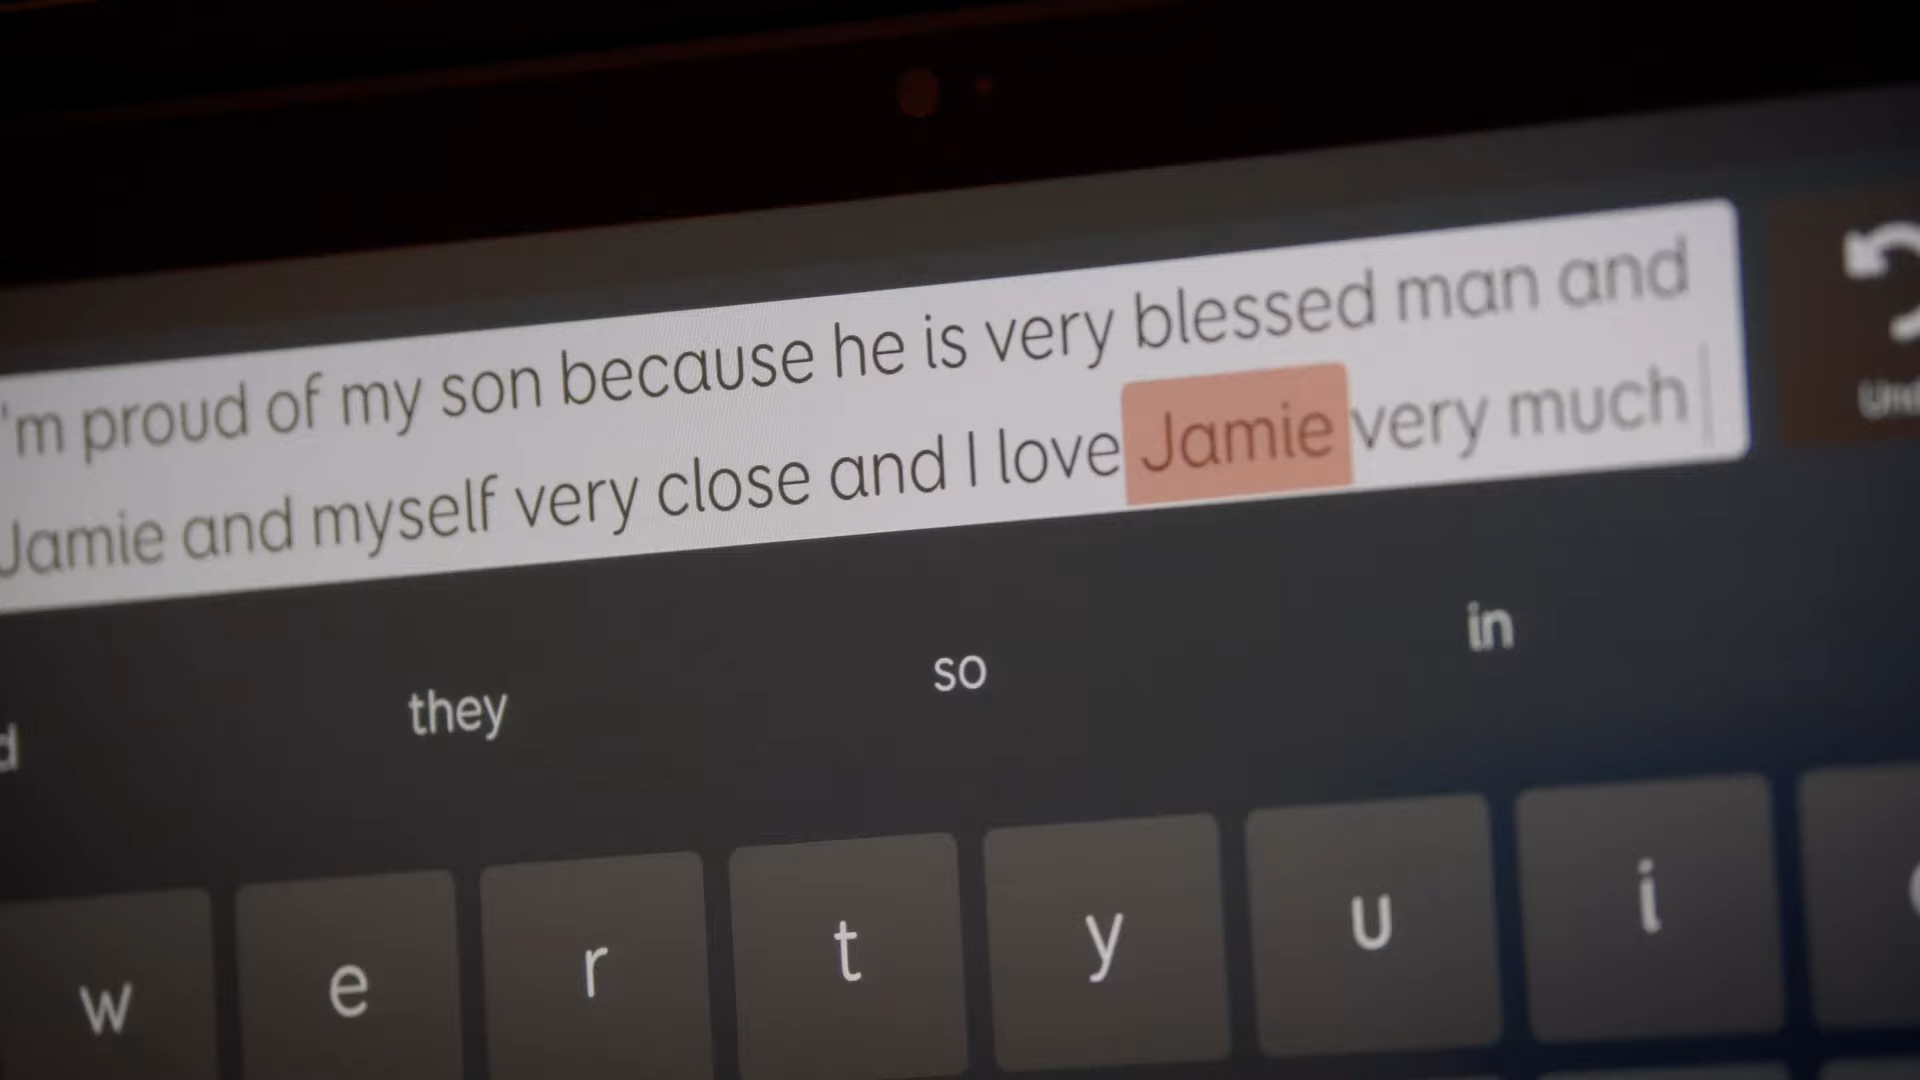 'm proud of my son because he is very blessed man and
Jamie and myself very close and I love Jamie very much
they so in
w e r t y u i